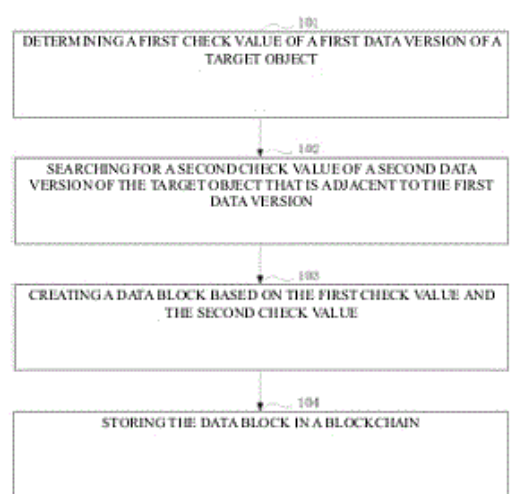 101
DETERMINING A FIRST CHECK VALUE OF A FIRST DATA VERSION OF A
TARGET OBJECT
102
SEARCHING FOR A SECOND CHECK VALUE OF A SECOND DATA
VERSION OF THE TARGET OBJECT THAT IS ADJACENT TO THE FIRST
DATA VERSION
103
CREATING A DATA BLOCK BASED ON THE FIRST CHECK VALUE AND
THE SECOND CHECK VALUE
104
STORING THE DATA BLOCK IN A BLOCKCHAIN